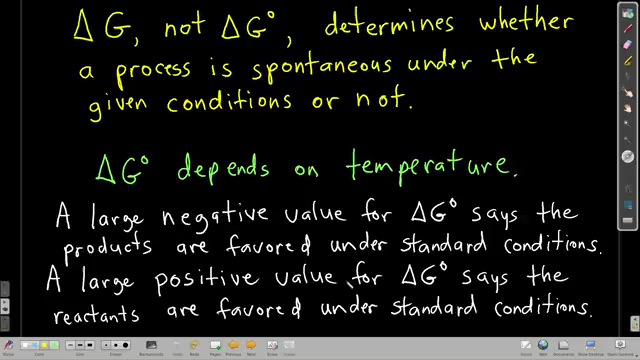 ΔG, not ΔG°, determines whether
a process is spontaneous under the
given conditions or not.
ΔG° depends on temperature.
A large negative value for ΔG° says the
products are favored under standard conditions.
A large positive value for ΔG° says the
reactants are favored under standard conditions.